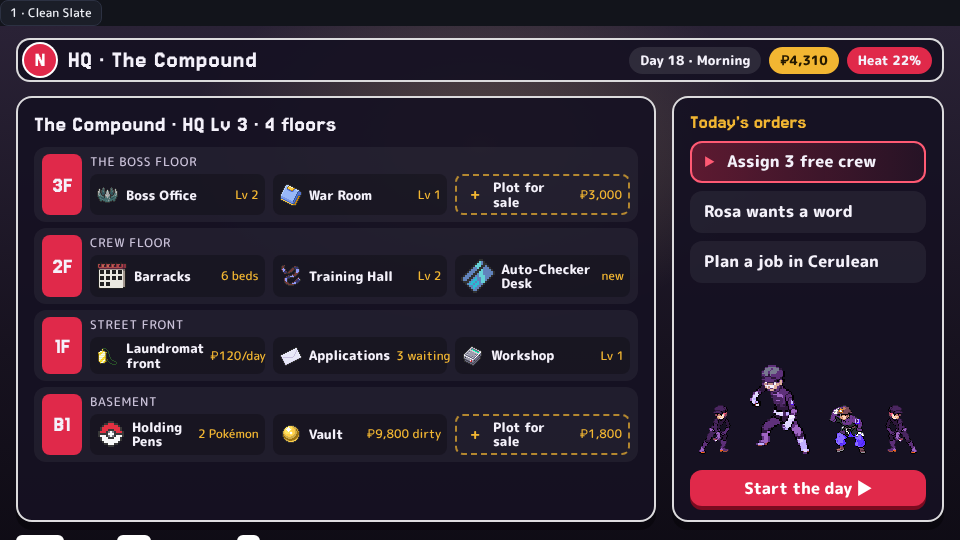 1 · Clean Slate
N HQ · The Compound
Day 18 · Morning
₽4,310
Heat 22%
The Compound · HQ Lv 3 · 4 floors
3F
THE BOSS FLOOR
Boss Office Lv 2
War Room Lv 1
+ Plot for
sale
₽3,000
2F
CREW FLOOR
Barracks 6 beds
Training Hall Lv 2
Auto-Checker
Desk
new
1F
STREET FRONT
Laundromat
front
₽120/day
Applications 3 waiting
Workshop Lv 1
B1
BASEMENT
Holding
Pens
2 Pokémon
Vault ₽9,800 dirty
+ Plot for
sale
₽1,800
Today's orders
▶ Assign 3 free crew
Rosa wants a word
Plan a job in Cerulean
Start the day ▶